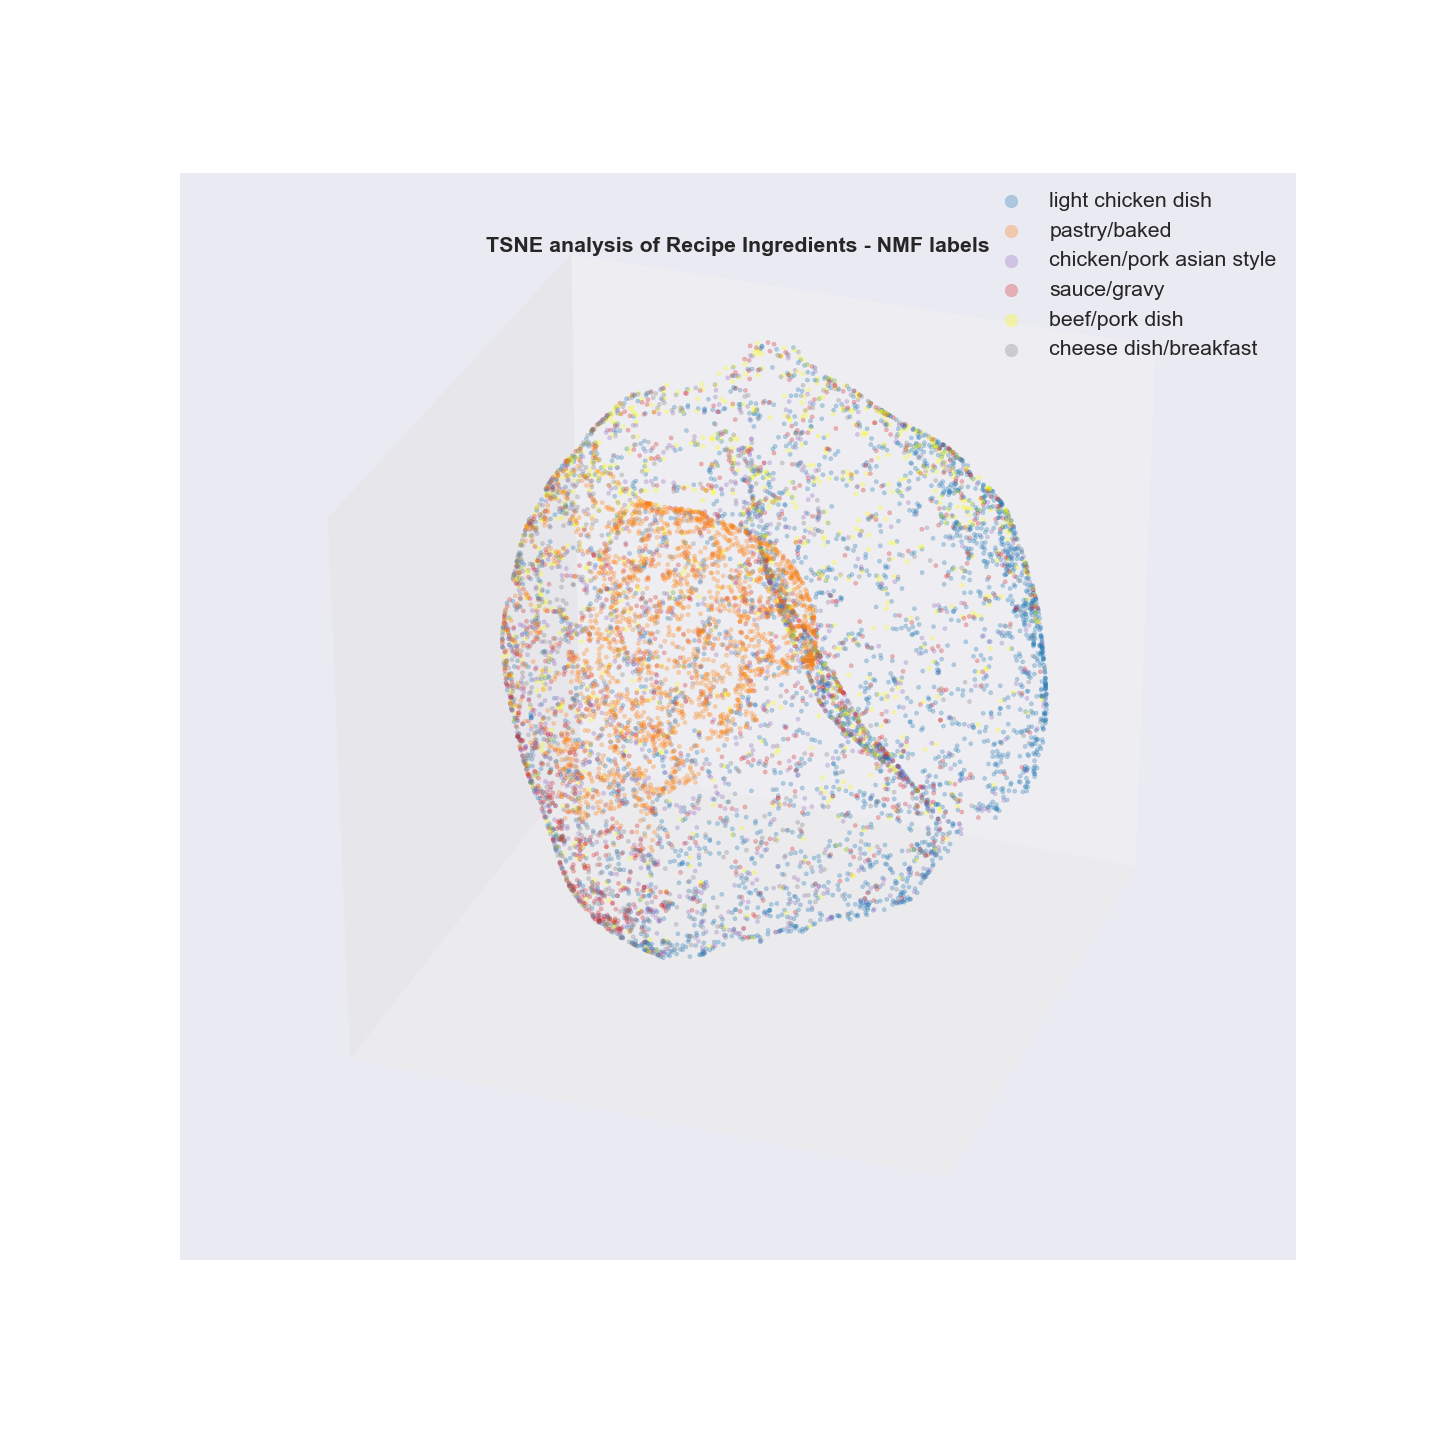 TSNE analysis of Recipe Ingredients - NMF labels
light chicken dish
pastry/baked
chicken/pork asian style
sauce/gravy
beef/pork dish
cheese dish/breakfast